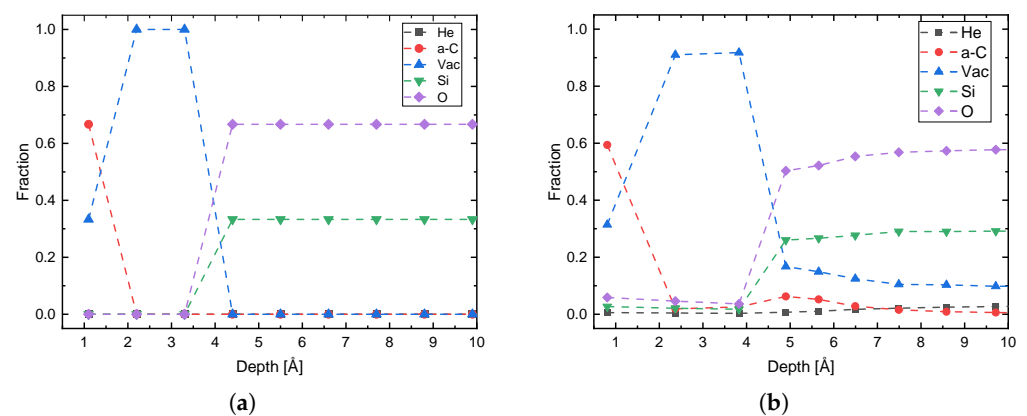 1.0
0.8
0.6
0.4
0.2
0.0
Fraction
1 2 3 4 5 6 7 8 9 10
Depth [Å]
He
a-C
Vac
Si
O
(a)
1.0
0.8
0.6
0.4
0.2
0.0
Fraction
1 2 3 4 5 6 7 8 9 10
Depth [Å]
He
a-C
Vac
Si
O
(b)